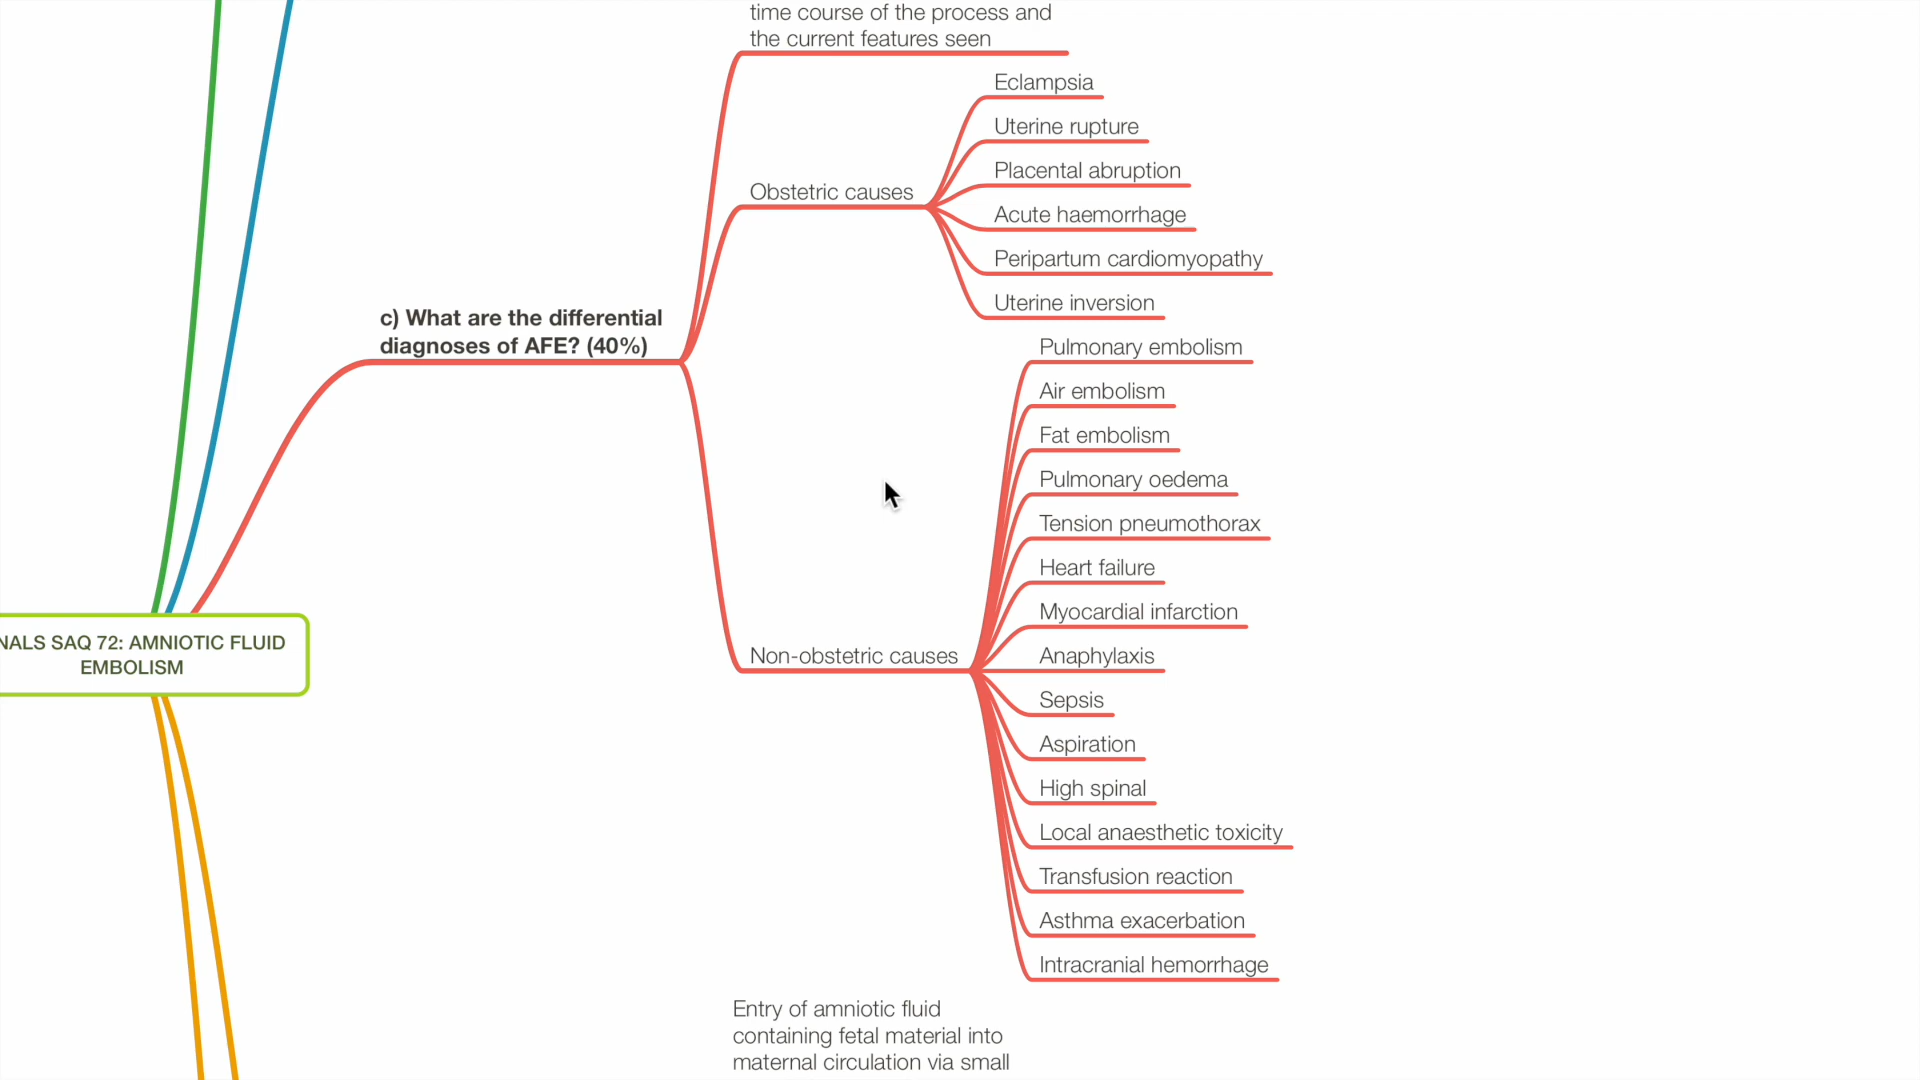 time course of the process and
the current features seen
Eclampsia
Uterine rupture
Placental abruption
Obstetric causes
Acute haemorrhage
Peripartum cardiomyopathy
Uterine inversion
c) What are the differential
diagnoses of AFE? (40%)
Pulmonary embolism
Air embolism
Fat embolism
Pulmonary oedema
Tension pneumothorax
Heart failure
Myocardial infarction
Non-obstetric causes
Anaphylaxis
Sepsis
Aspiration
High spinal
Local anaesthetic toxicity
Transfusion reaction
Asthma exacerbation
Intracranial hemorrhage
NALS SAQ 72: AMNIOTIC FLUID
EMBOLISM
Entry of amniotic fluid
containing fetal material into
maternal circulation via small